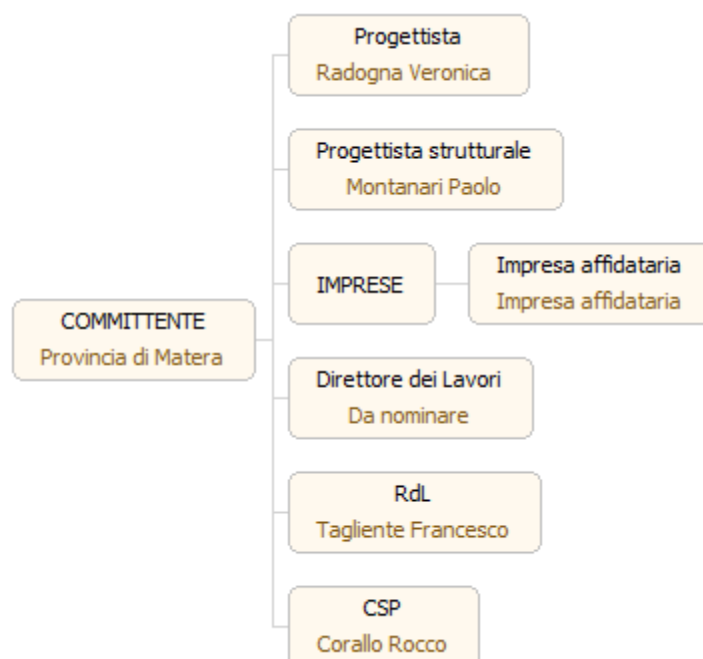 Progettista
Radogna Veronica
Progettista strutturale
Montanari Paolo
IMPRESE
Impresa affidataria
Impresa affidataria
COMMITTENTE
Provincia di Matera
Direttore dei Lavori
Da nominare
RdL
Tagliente Francesco
CSP
Corallo Rocco